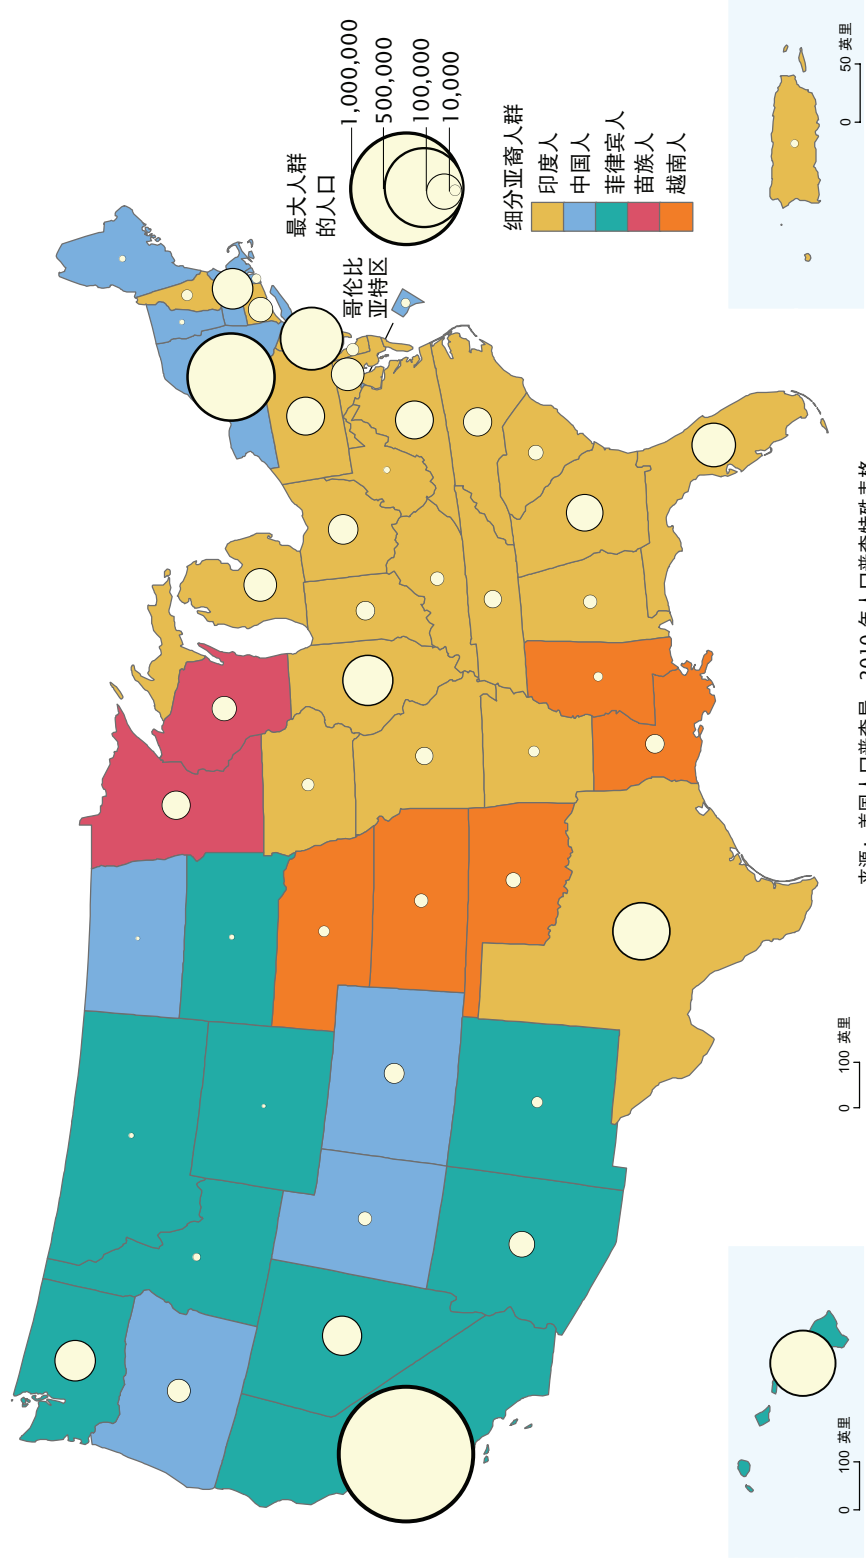 最大人群
的人口
1,000,000
500,000
100,000
10,000
细分亚裔人群
印度人
中国人
菲律宾人
苗族人
越南人
哥伦比
亚特区
0 50 英里
0 100 英里
0 100 英里